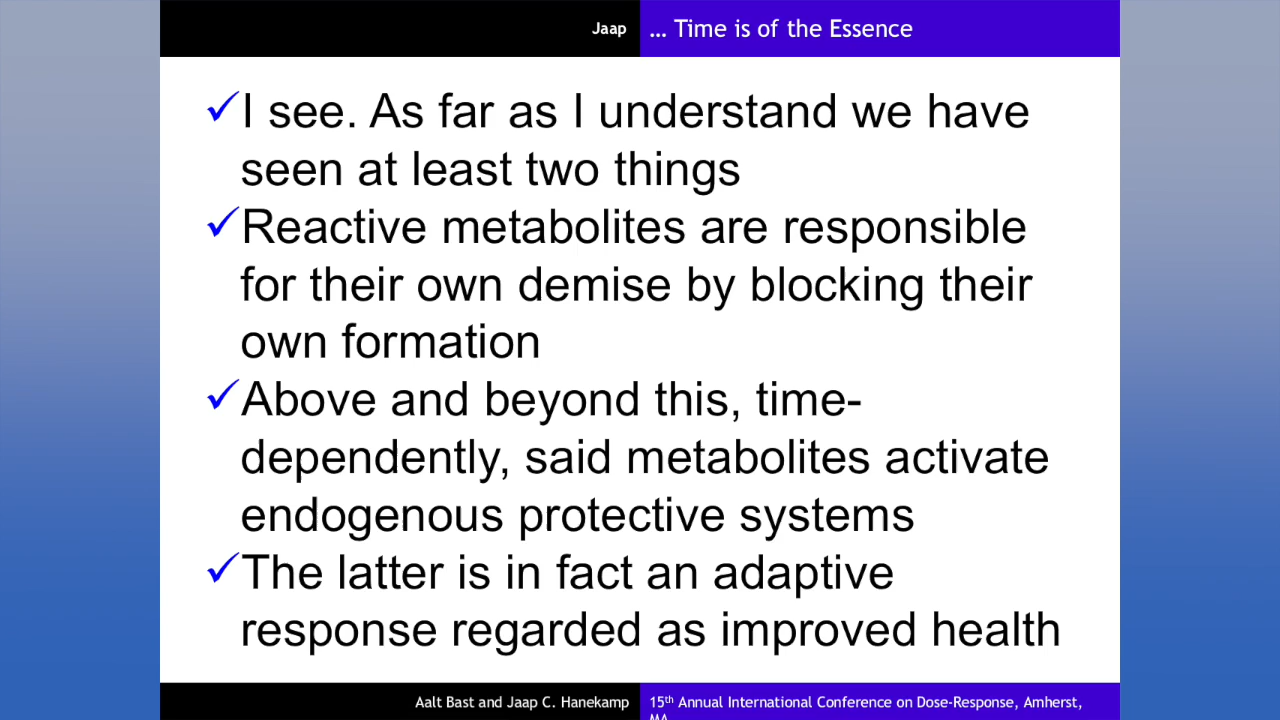 Jaap
… Time is of the Essence
✓I see. As far as I understand we have
seen at least two things
✓Reactive metabolites are responsible
for their own demise by blocking their
own formation
✓Above and beyond this, time-
dependently, said metabolites activate
endogenous protective systems
✓The latter is in fact an adaptive
response regarded as improved health
Aalt Bast and Jaap C. Hanekamp
15th Annual International Conference on Dose-Response, Amherst,
MA